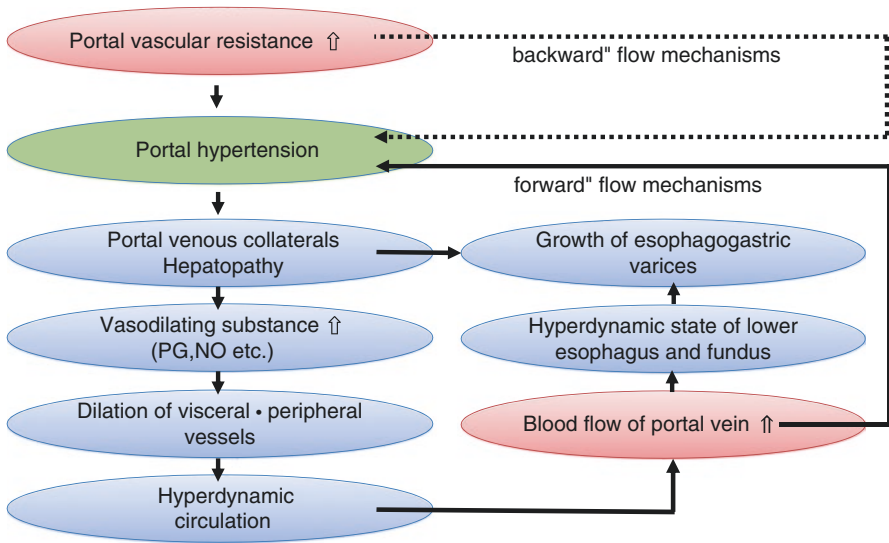 Portal vascular resistance ⇧
backward" flow mechanisms
Portal hypertension
forward" flow mechanisms
Portal venous collaterals
Hepatopathy
Growth of esophagogastric
varices
Vasodilating substance ⇧
(PG,NO etc.)
Hyperdynamic state of lower
esophagus and fundus
Dilation of visceral • peripheral
vessels
Blood flow of portal vein ⇑
Hyperdynamic
circulation